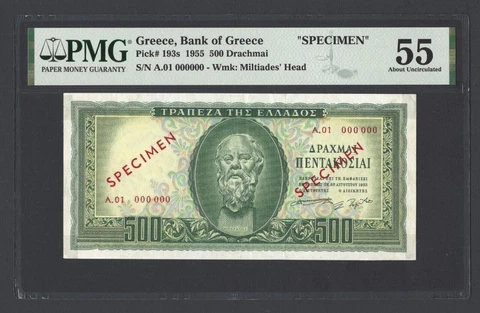 PMG
PAPER MONEY GUARANTY
Greece, Bank of Greece "SPECIMEN"
Pick# 193s 1955 500 Drachmai
S/N A.01 000000 - Wmk: Miltiades' Head
55
About Uncirculated
ΤΡΑΠΕΖΑ ΤΗΣ ΕΛΛΑΔΟΣ
SPECIMEN
A.01 000000
ΔΡΑΧΜΑΙ
ΠΕΝΤΑΚΟΣΙΑΙ
SPECIMEN
A.01 000000
500
500